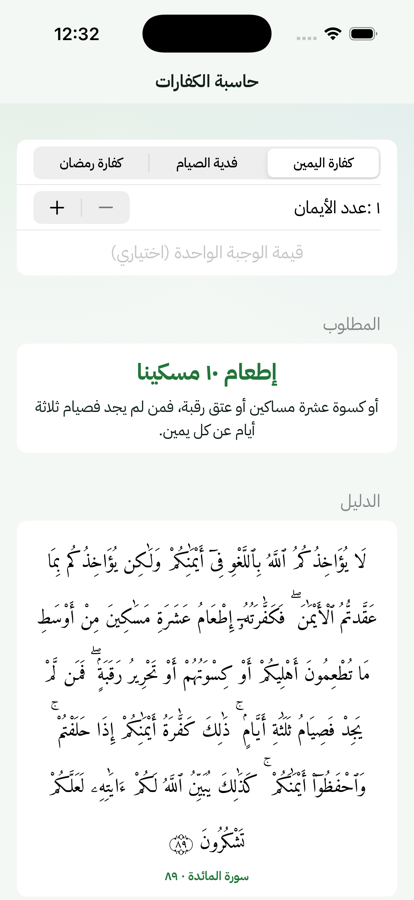 12:32
حاسبة الكفارات
كفارة اليمين
فدية الصيام
كفارة رمضان
١ :عدد الأيمان
قيمة الوجبة الواحدة (اختياري)
المطلوب
إطعام ١٠ مسكينا
أو كسوة عشرة مساكين أو عتق رقبة، فمن لم يجد فصيام ثلاثة
أيام عن كل يمين.
الدليل
لَا يُؤَاخِذُكُمُ ٱللَّهُ بِٱللَّغْوِ فِىٓ أَيْمَٰنِكُمْ وَلَٰكِن يُؤَاخِذُكُم بِمَا
عَقَّدتُّمُ ٱلْأَيْمَٰنَ ۖ فَكَفَّٰرَتُهُۥٓ إِطْعَامُ عَشَرَةِ مَسَٰكِينَ مِنْ أَوْسَطِ
مَا تُطْعِمُونَ أَهْلِيكُمْ أَوْ كِسْوَتُهُمْ أَوْ تَحْرِيرُ رَقَبَةٍ ۖ فَمَن لَّمْ
يَجِدْ فَصِيَامُ ثَلَٰثَةِ أَيَّامٍ ۚ ذَٰلِكَ كَفَّٰرَةُ أَيْمَٰنِكُمْ إِذَا حَلَفْتُمْ ۚ
وَٱحْفَظُوٓا۟ أَيْمَٰنَكُمْ ۚ كَذَٰلِكَ يُبَيِّنُ ٱللَّهُ لَكُمْ ءَايَٰتِهِۦ لَعَلَّكُمْ
تَشْكُرُونَ ٨٩
سورة المائدة · ٨٩